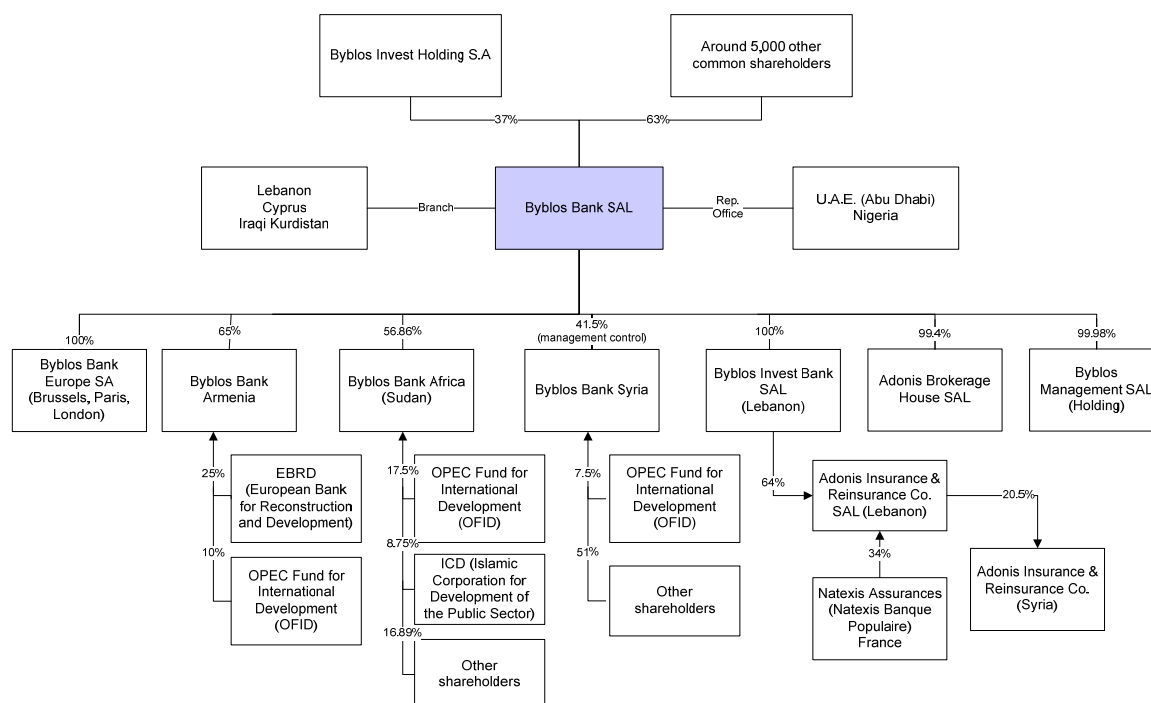 Byblos Invest Holding S.A
Around 5,000 other
common shareholders
37%
63%
Lebanon
Cyprus
Iraqi Kurdistan
Branch
Byblos Bank SAL
Rep.
Office
U.A.E. (Abu Dhabi)
Nigeria
100%
65%
56.86%
41.5%
(management control)
100%
99.4%
99.98%
Byblos Bank
Europe SA
(Brussels, Paris,
London)
Byblos Bank
Armenia
Byblos Bank Africa
(Sudan)
Byblos Bank Syria
Byblos Invest Bank
SAL
(Lebanon)
Adonis Brokerage
House SAL
Byblos
Management SAL
(Holding)
25%
EBRD
(European Bank
for Reconstruction
and Development)
10%
OPEC Fund for
International
Development
(OFID)
17.5%
OPEC Fund for
International
Development
(OFID)
8.75%
ICD (Islamic
Corporation for
Development of
the Public Sector)
16.89%
Other
shareholders
7.5%
OPEC Fund for
International
Development
(OFID)
51%
Other
shareholders
64%
Adonis Insurance &
Reinsurance Co.
SAL (Lebanon)
20.5%
34%
Natexis Assurances
(Natexis Banque
Populaire)
France
Adonis Insurance &
Reinsurance Co.
(Syria)